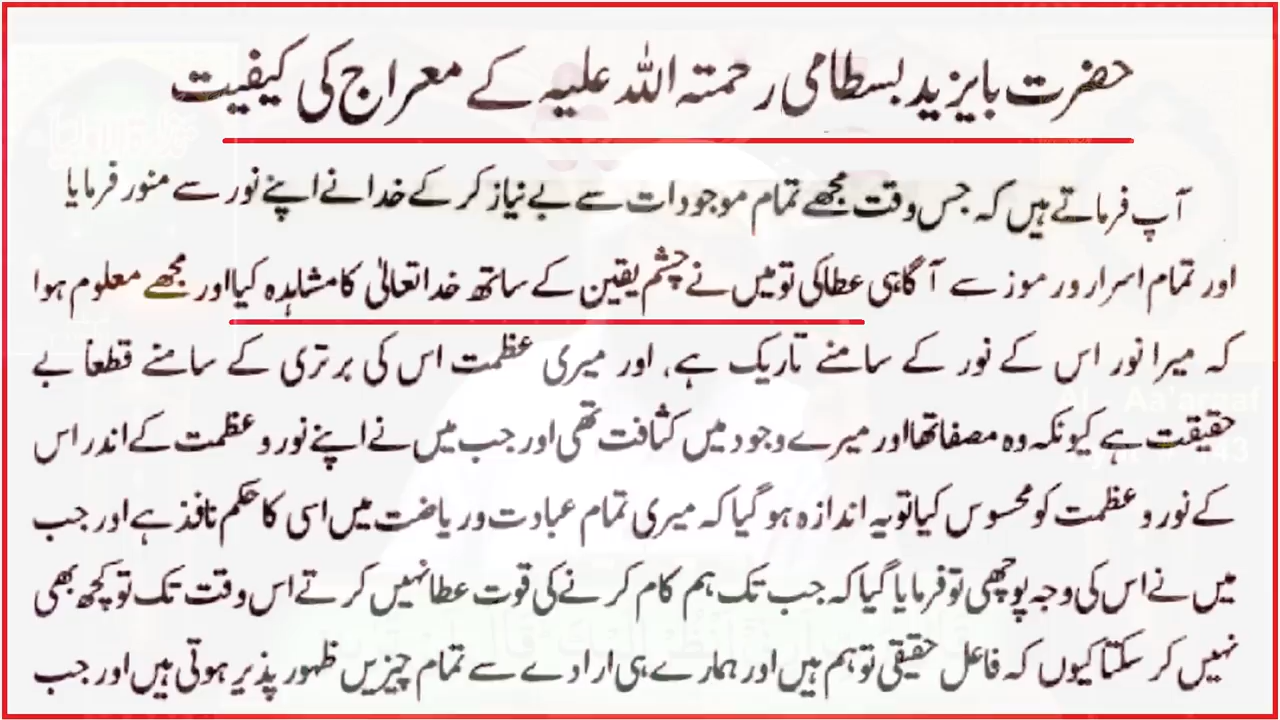 حضرت بایزید بسطامی رحمتہ اللہ علیہ کے معراج کی کیفیت
آپ فرماتے ہیں کہ جس وقت مجھے تمام موجودات سے بے نیاز کر کے خدا نے اپنے نور سے منور فرمایا
اور تمام اسرار و رموز سے آگاہی عطا کی تو میں نے چشم یقین کے ساتھ خدا تعالیٰ کا مشاہدہ کیا اور مجھے معلوم ہوا
کہ میرا نور اس کے نور کے سامنے تاریک ہے، اور میری عظمت اس کی برتری کے سامنے قطعاً بے
حقیقت ہے کیونکہ وہ مصفا تھا اور میرے وجود میں کثافت تھی اور جب میں نے اپنے نور و عظمت کے اندر اس
کے نور و عظمت کو محسوس کیا تو یہ اندازہ ہو گیا کہ میری تمام عبادت و ریاضت میں اسی کا حکم نافذ ہے اور جب
میں نے اس کی وجہ پوچھی تو فرمایا گیا کہ جب تک ہم کام کرنے کی قوت عطا نہیں کرتے اس وقت تک تو کچھ بھی
نہیں کر سکتا کیوں کہ فاعل حقیقی تو ہم ہیں اور ہمارے ہی ارادے سے تمام چیزیں ظہور پذیر ہوتی ہیں اور جب
Al - Aa'araaf
143